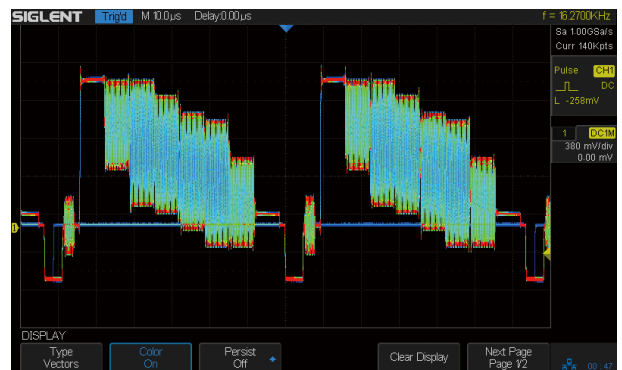 SIGLENT Trig'd M 10.0µs Delay:0.00µs f = 16.2700KHz
Sa 1.00GSa/s
Curr 140Kpts
Pulse CH1
DC
L -258mV
1 DC1M
380 mV/div
0.00 mV
1
DISPLAY
Type Vectors
Color On
Persist Off
Clear Display
Next Page Page 1/2
00:47